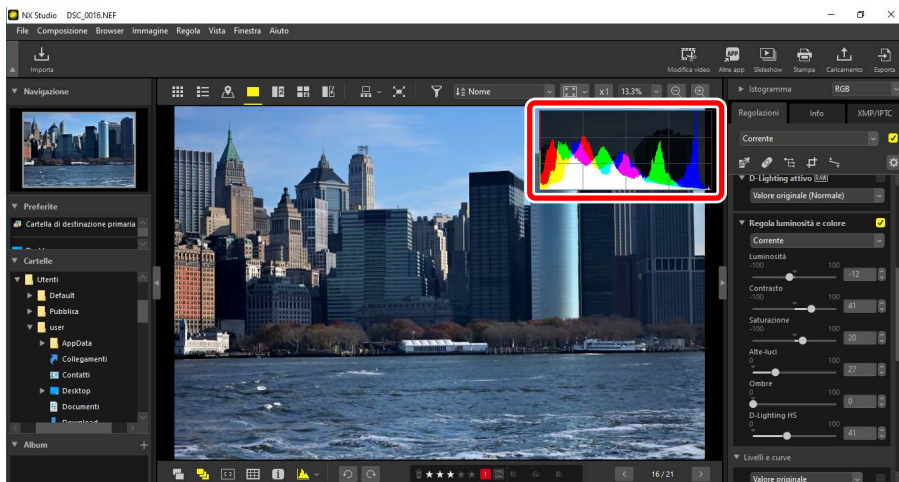 NX Studio DSC_0016.NEF
File Composizione Browser Immagine Regola Vista Finestra Aiuto
Importa
Modifica video Altre app Slideshow Stampa Caricamento Esporta
Navigazione
Nome x1 13.3%
Istogramma RGB
Regolazioni Info XMP/IPTC
Corrente
D-Lighting attivo RAW
Valore originale (Normale)
Preferite
Cartella di destinazione primaria
Cartelle
Utenti
Default
Pubblica
user
AppData
Collegamenti
Contatti
Desktop
Documenti
Download
Album
Regola luminosità e colore
Corrente
Luminosità
-100 100 -12
Contrasto
-100 100 41
Saturazione
-100 100 20
Alte-luci
0 100 27
Ombre
0 100 0
D-Lighting HS
0 100 41
Livelli e curve
Valore originale
1 R: G: B: 16/21